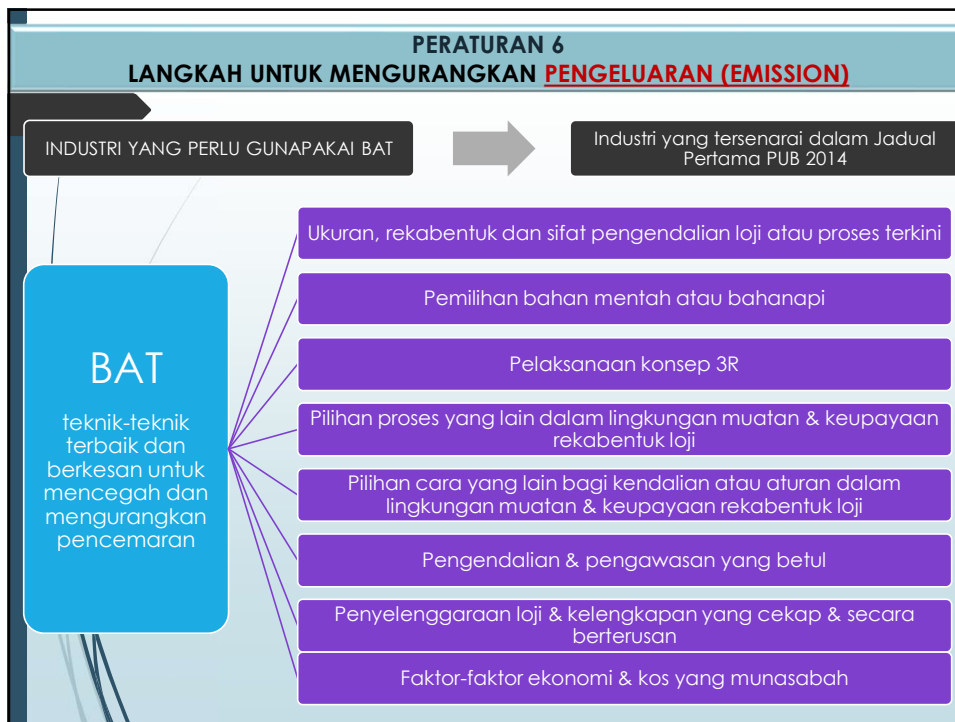 PERATURAN 6
LANGKAH UNTUK MENGURANGKAN PENGELUARAN (EMISSION)
INDUSTRI YANG PERLU GUNAPAKAI BAT
Industri yang tersenarai dalam Jadual
Pertama PUB 2014
BAT
teknik-teknik
terbaik dan
berkesan untuk
mencegah dan
mengurangkan
pencemaran
Ukuran, rekabentuk dan sifat pengendalian loji atau proses terkini
Pemilihan bahan mentah atau bahanapi
Pelaksanaan konsep 3R
Pilihan proses yang lain dalam lingkungan muatan & keupayaan
rekabentuk loji
Pilihan cara yang lain bagi kendalian atau aturan dalam
lingkungan muatan & keupayaan rekabentuk loji
Pengendalian & pengawasan yang betul
Penyelenggaraan loji & kelengkapan yang cekap & secara
berterusan
Faktor-faktor ekonomi & kos yang munasabah